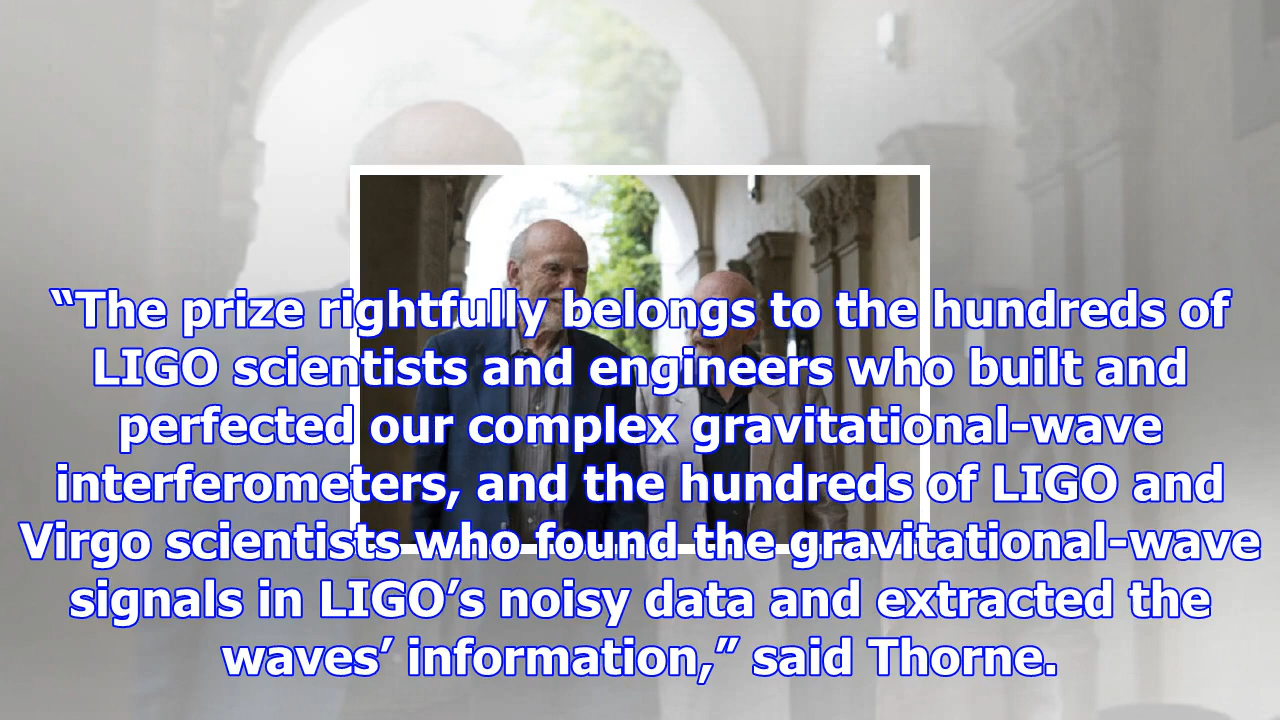 “The prize rightfully belongs to the hundreds of
LIGO scientists and engineers who built and
perfected our complex gravitational-wave
interferometers, and the hundreds of LIGO and
Virgo scientists who found the gravitational-wave
signals in LIGO’s noisy data and extracted the
waves’ information,” said Thorne.